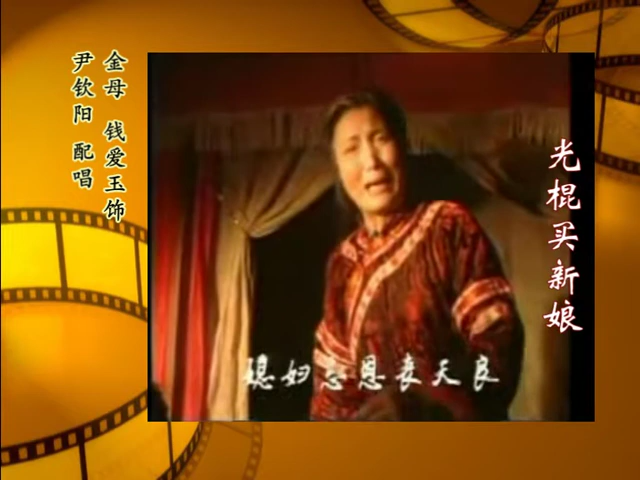 金母 钱爱玉饰
尹钦阳 配唱
光棍买新娘
媳妇忘恩丧天良